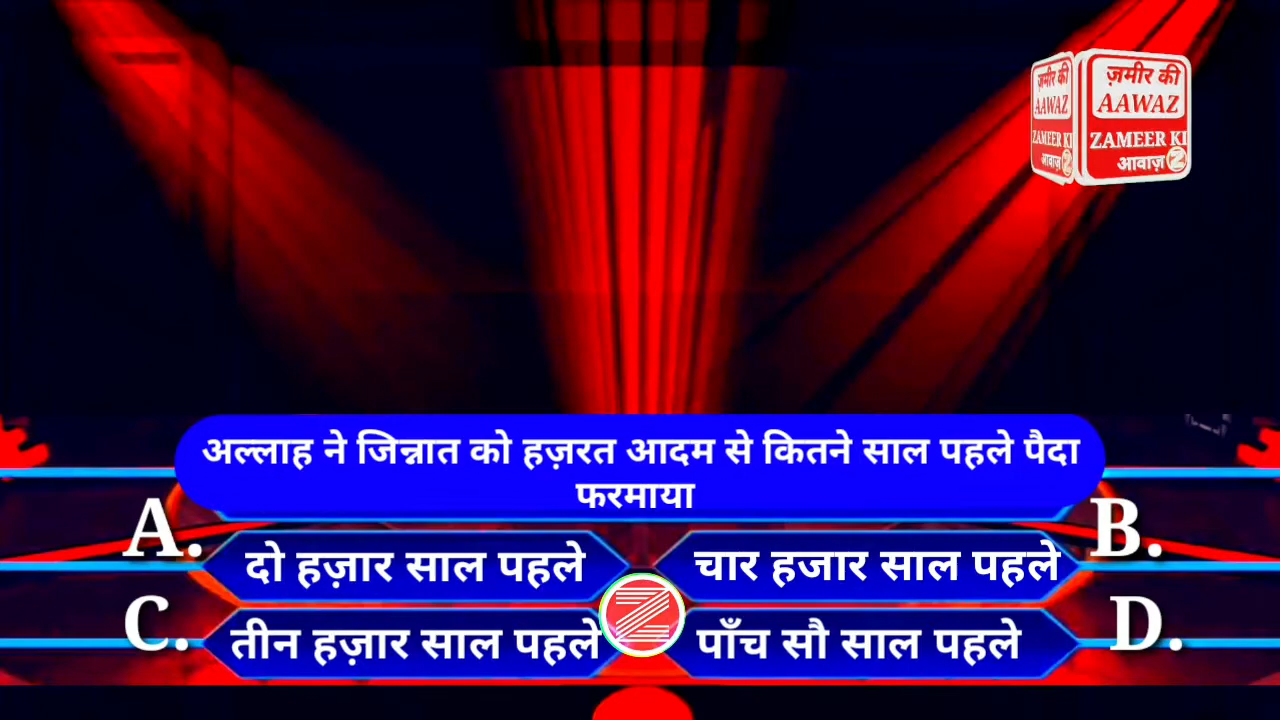 ज़मीर की
AAWAZ
ZAMEER KI
आवाज़
ज़मीर की
AAWAZ
ZAMEER KI
आवाज़
अल्लाह ने जिन्नात को हज़रत आदम से कितने साल पहले पैदा
फरमाया
A.
दो हज़ार साल पहले
चार हजार साल पहले
B.
C.
तीन हज़ार साल पहले
पाँच सौ साल पहले
D.